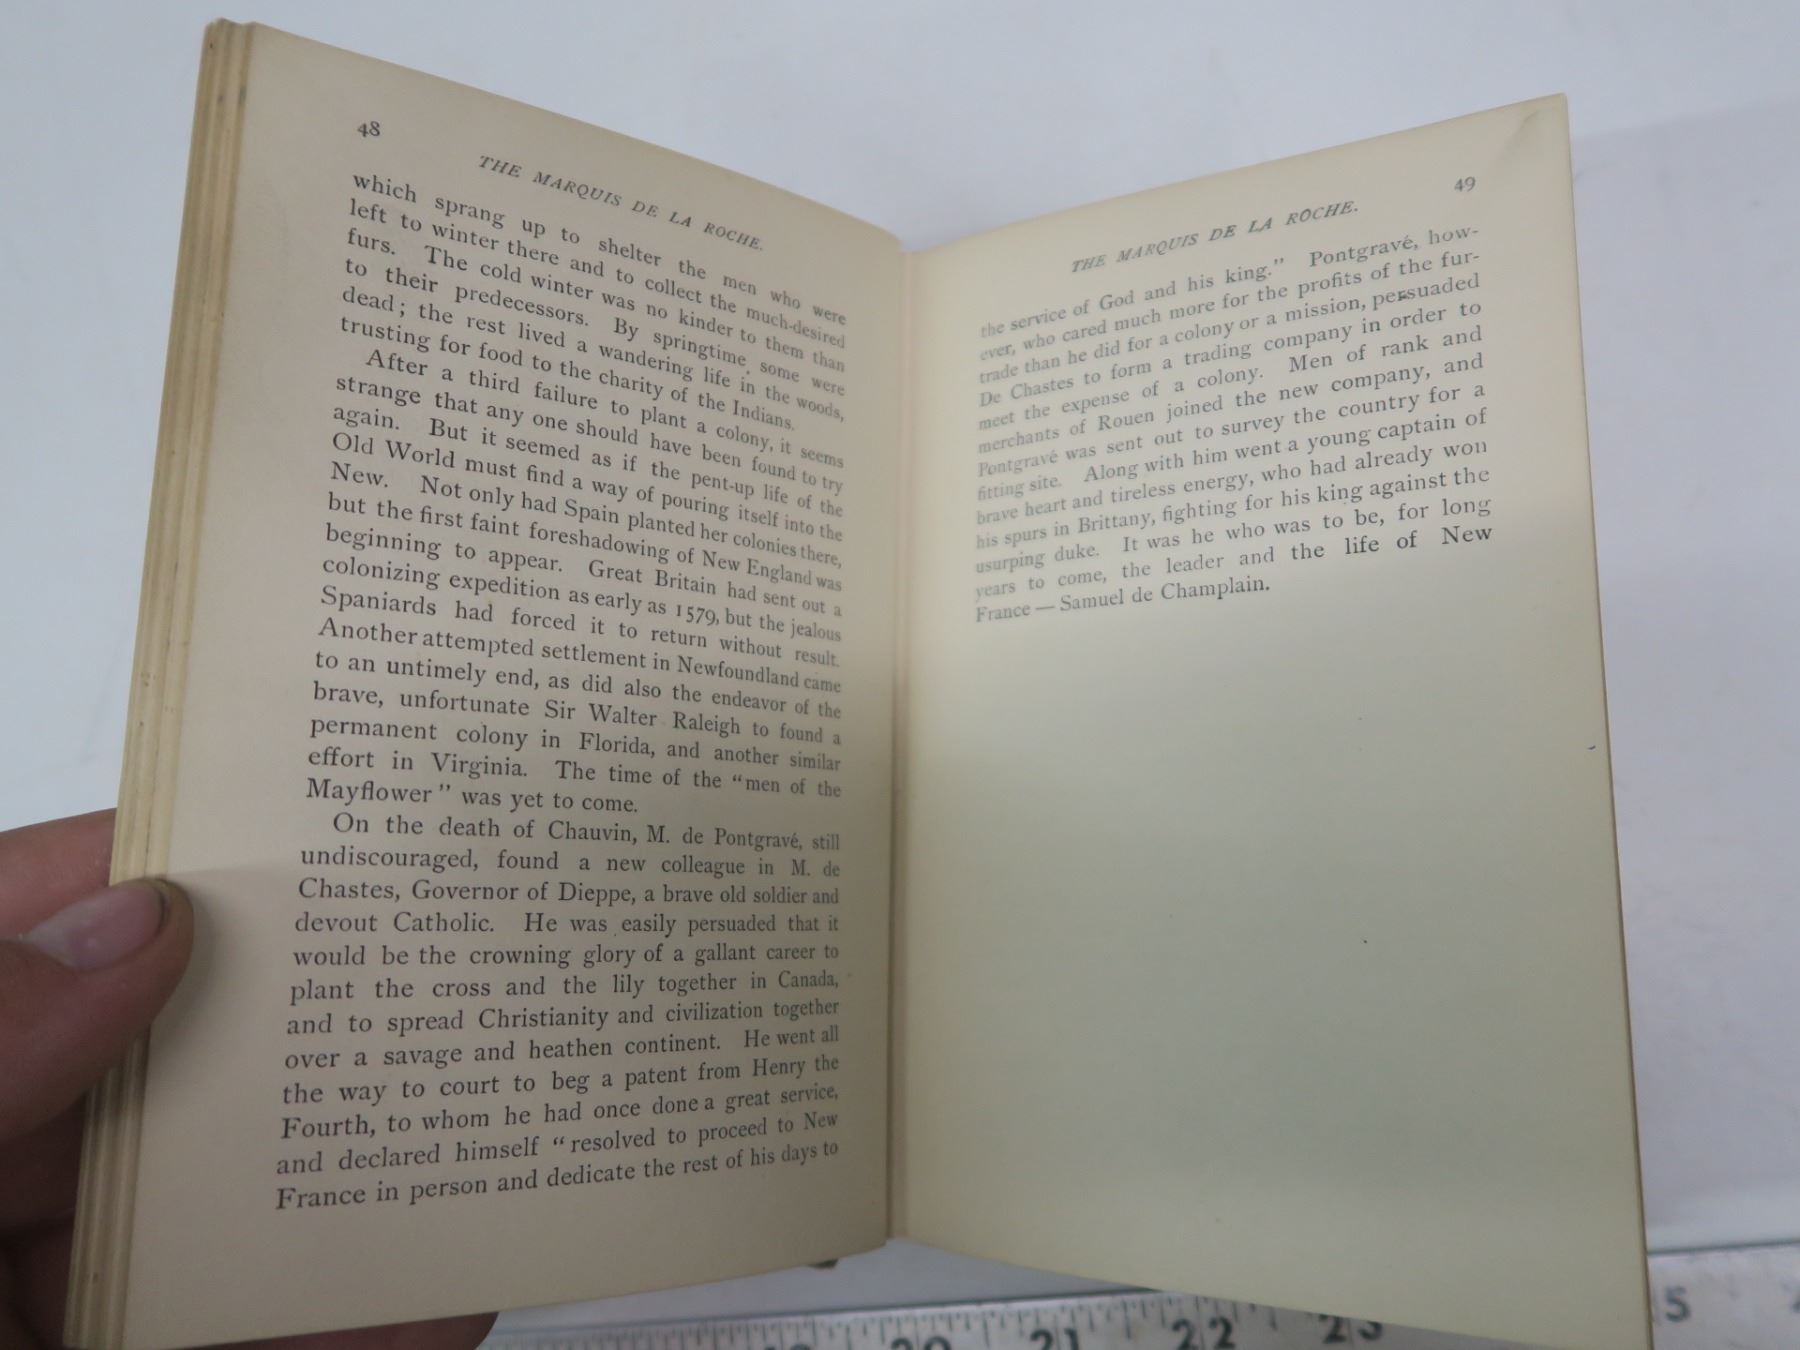 48
THE MARQUIS DE LA ROCHE.
which sprang up to shelter the men who were
left to winter there and to collect the much-desired
furs. The cold winter was no kinder to them than
to their predecessors. By springtime some were
dead; the rest lived a wandering life in the woods,
trusting for food to the charity of the Indians.
After a third failure to plant a colony, it seems
strange that any one should have been found to try
again. But it seemed as if the pent-up life of the
Old World must find a way of pouring itself into the
New. Not only had Spain planted her colonies there,
but the first faint foreshadowing of New England was
beginning to appear. Great Britain had sent out a
colonizing expedition as early as 1579, but the jealous
Spaniards had forced it to return without result.
Another attempted settlement in Newfoundland came
to an untimely end, as did also the endeavor of the
brave, unfortunate Sir Walter Raleigh to found a
permanent colony in Florida, and another similar
effort in Virginia. The time of the “men of the
Mayflower” was yet to come.
On the death of Chauvin, M. de Pontgravé, still
undiscouraged, found a new colleague in M. de
Chastes, Governor of Dieppe, a brave old soldier and
devout Catholic. He was easily persuaded that it
would be the crowning glory of a gallant career to
plant the cross and the lily together in Canada,
and to spread Christianity and civilization together
over a savage and heathen continent. He went all
the way to court to beg a patent from Henry the
Fourth, to whom he had once done a great service,
and declared himself “resolved to proceed to New
France in person and dedicate the rest of his days to
49
THE MARQUIS DE LA ROCHE.
the service of God and his king.” Pontgravé, how-
ever, who cared much more for the profits of the fur-
trade than he did for a colony or a mission, persuaded
De Chastes to form a trading company in order to
meet the expense of a colony. Men of rank and
merchants of Rouen joined the new company, and
Pontgravé was sent out to survey the country for a
fitting site. Along with him went a young captain of
brave heart and tireless energy, who had already won
his spurs in Brittany, fighting for his king against the
usurping duke. It was he who was to be, for long
years to come, the leader and the life of New
France — Samuel de Champlain.
20 21 22 23 5